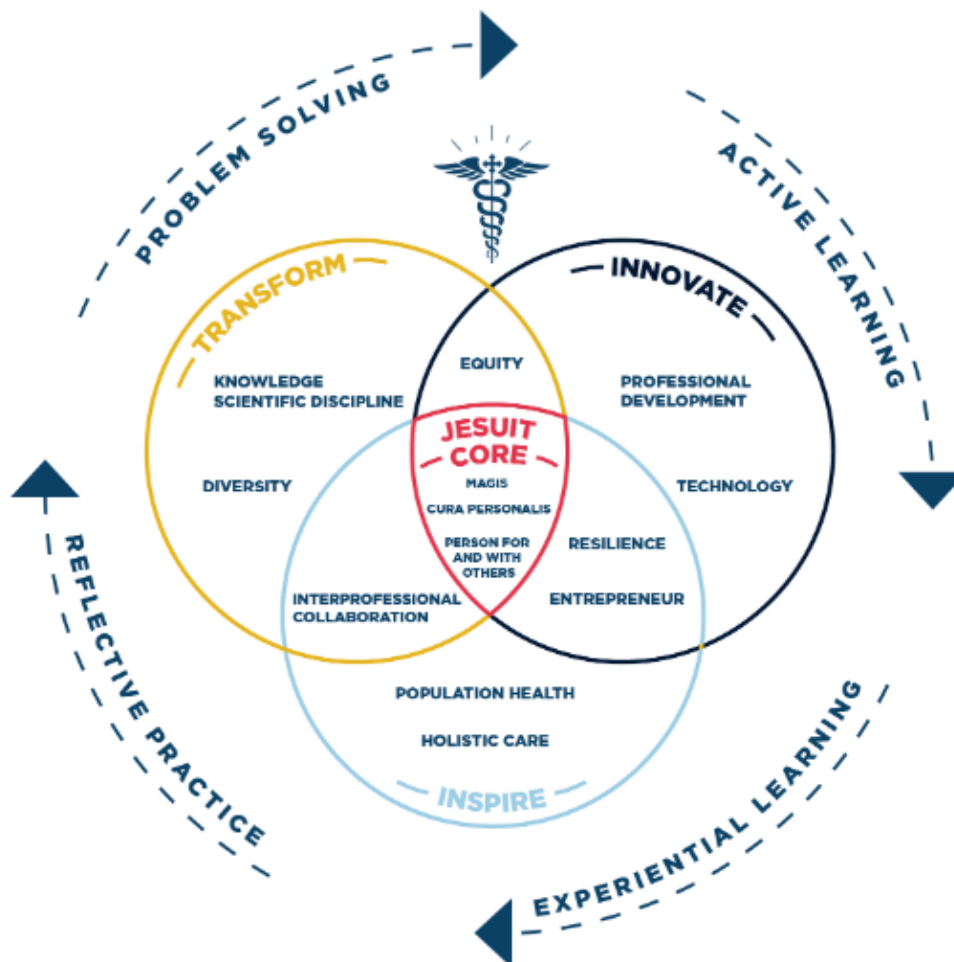 PROBLEM SOLVING
ACTIVE LEARNING
TRANSFORM
INNOVATE
EQUITY
KNOWLEDGE
SCIENTIFIC DISCIPLINE
PROFESSIONAL
DEVELOPMENT
JESUIT
CORE
MAGIS
CURA PERSONALIS
PERSON FOR
AND WITH
OTHERS
DIVERSITY
TECHNOLOGY
RESILIENCE
ENTREPRENEUR
INTERPROFESSIONAL
COLLABORATION
POPULATION HEALTH
HOLISTIC CARE
INSPIRE
REFLECTIVE PRACTICE
EXPERIENTIAL LEARNING